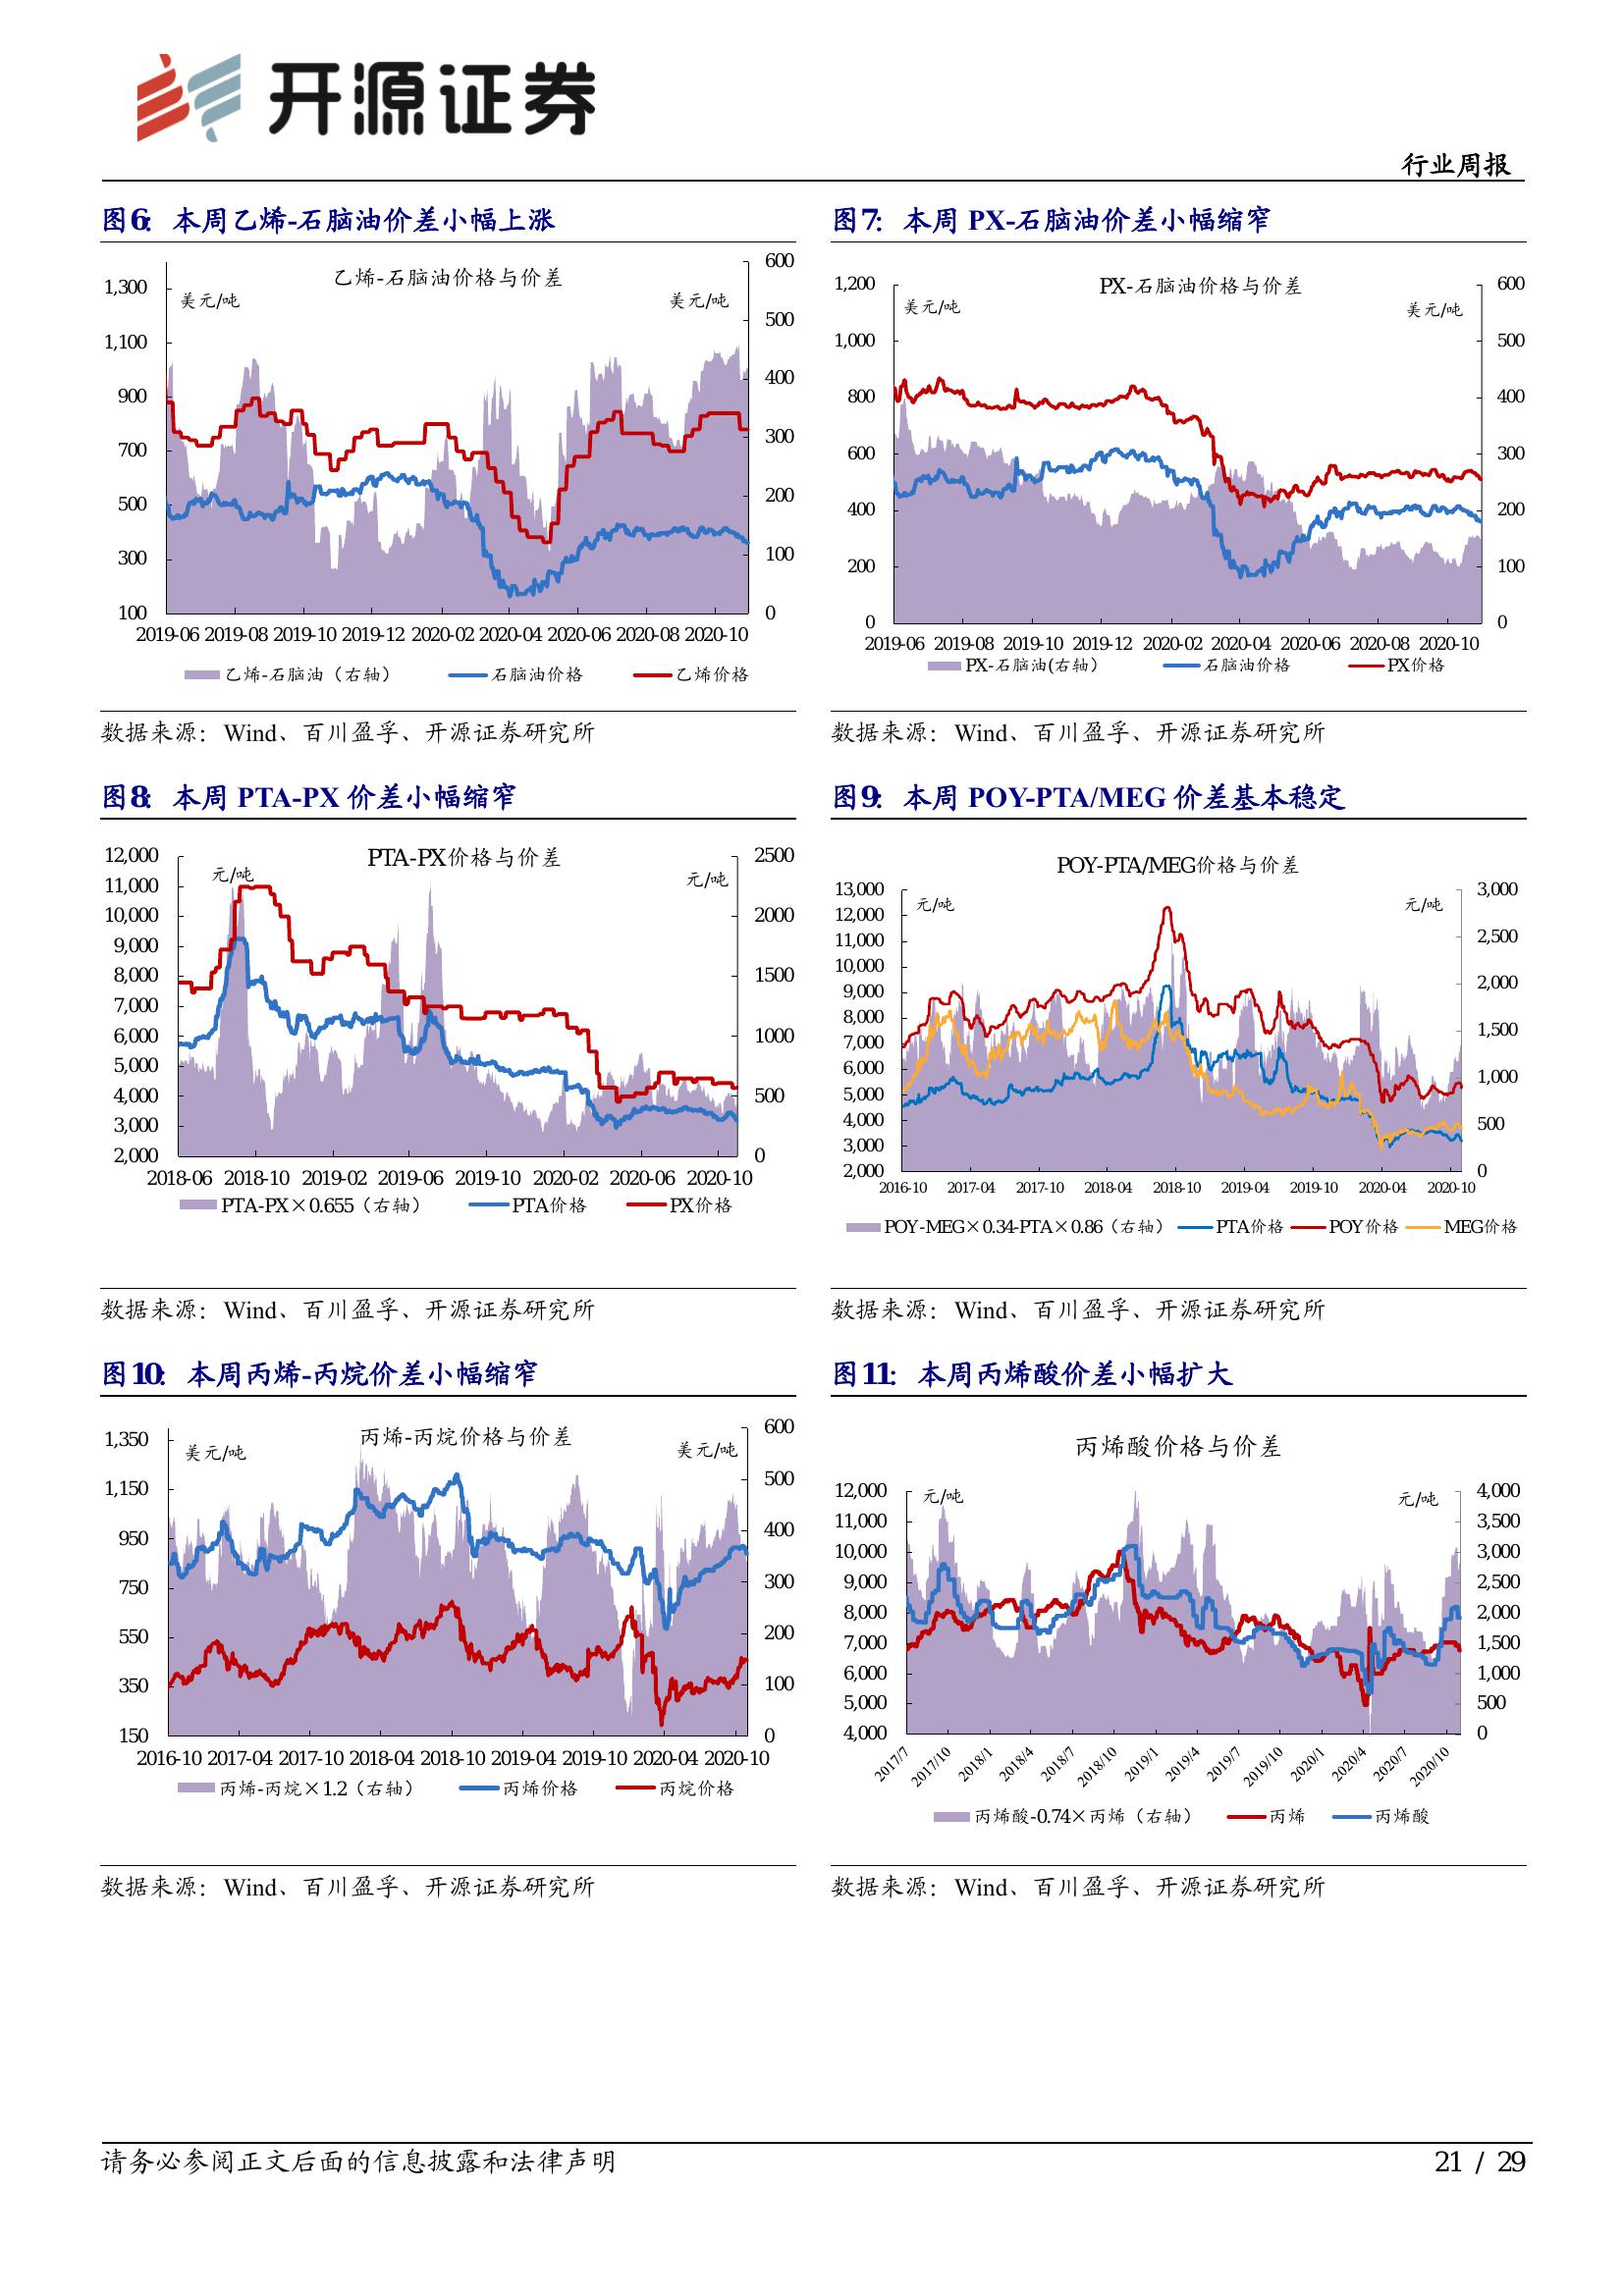 开源证券
行业周报
图6： 本周乙烯-石脑油价差小幅上涨
乙烯-石脑油价格与价差
美元/吨
美元/吨
1,300
1,100
900
700
500
300
100
600
500
400
300
200
100
0
2019-06 2019-08 2019-10 2019-12 2020-02 2020-04 2020-06 2020-08 2020-10
乙烯-石脑油（右轴） 石脑油价格 乙烯价格
数据来源：Wind、百川盈孚、开源证券研究所
图7： 本周 PX-石脑油价差小幅缩窄
PX-石脑油价格与价差
美元/吨
美元/吨
1,200
1,000
800
600
400
200
0
600
500
400
300
200
100
0
2019-06 2019-08 2019-10 2019-12 2020-02 2020-04 2020-06 2020-08 2020-10
PX-石脑油(右轴) 石脑油价格 PX价格
数据来源：Wind、百川盈孚、开源证券研究所
图8： 本周 PTA-PX 价差小幅缩窄
PTA-PX价格与价差
元/吨
元/吨
12,000
11,000
10,000
9,000
8,000
7,000
6,000
5,000
4,000
3,000
2,000
2500
2000
1500
1000
500
0
2018-06 2018-10 2019-02 2019-06 2019-10 2020-02 2020-06 2020-10
PTA-PX×0.655（右轴） PTA价格 PX价格
数据来源：Wind、百川盈孚、开源证券研究所
图9： 本周 POY-PTA/MEG 价差基本稳定
POY-PTA/MEG价格与价差
元/吨
元/吨
13,000
12,000
11,000
10,000
9,000
8,000
7,000
6,000
5,000
4,000
3,000
2,000
3,000
2,500
2,000
1,500
1,000
500
0
2016-10 2017-04 2017-10 2018-04 2018-10 2019-04 2019-10 2020-04 2020-10
POY-MEG×0.34-PTA×0.86（右轴） PTA价格 POY价格 MEG价格
数据来源：Wind、百川盈孚、开源证券研究所
图10： 本周丙烯-丙烷价差小幅缩窄
丙烯-丙烷价格与价差
美元/吨
美元/吨
1,350
1,150
950
750
550
350
150
600
500
400
300
200
100
0
2016-10 2017-04 2017-10 2018-04 2018-10 2019-04 2019-10 2020-04 2020-10
丙烯-丙烷×1.2（右轴） 丙烯价格 丙烷价格
数据来源：Wind、百川盈孚、开源证券研究所
图11： 本周丙烯酸价差小幅扩大
丙烯酸价格与价差
元/吨
元/吨
12,000
11,000
10,000
9,000
8,000
7,000
6,000
5,000
4,000
4,000
3,500
3,000
2,500
2,000
1,500
1,000
500
0
2017/7 2017/10 2018/1 2018/4 2018/7 2018/10 2019/1 2019/4 2019/7 2019/10 2020/1 2020/4 2020/7 2020/10
丙烯酸-0.74×丙烯（右轴） 丙烯 丙烯酸
数据来源：Wind、百川盈孚、开源证券研究所
请务必参阅正文后面的信息披露和法律声明
21 / 29